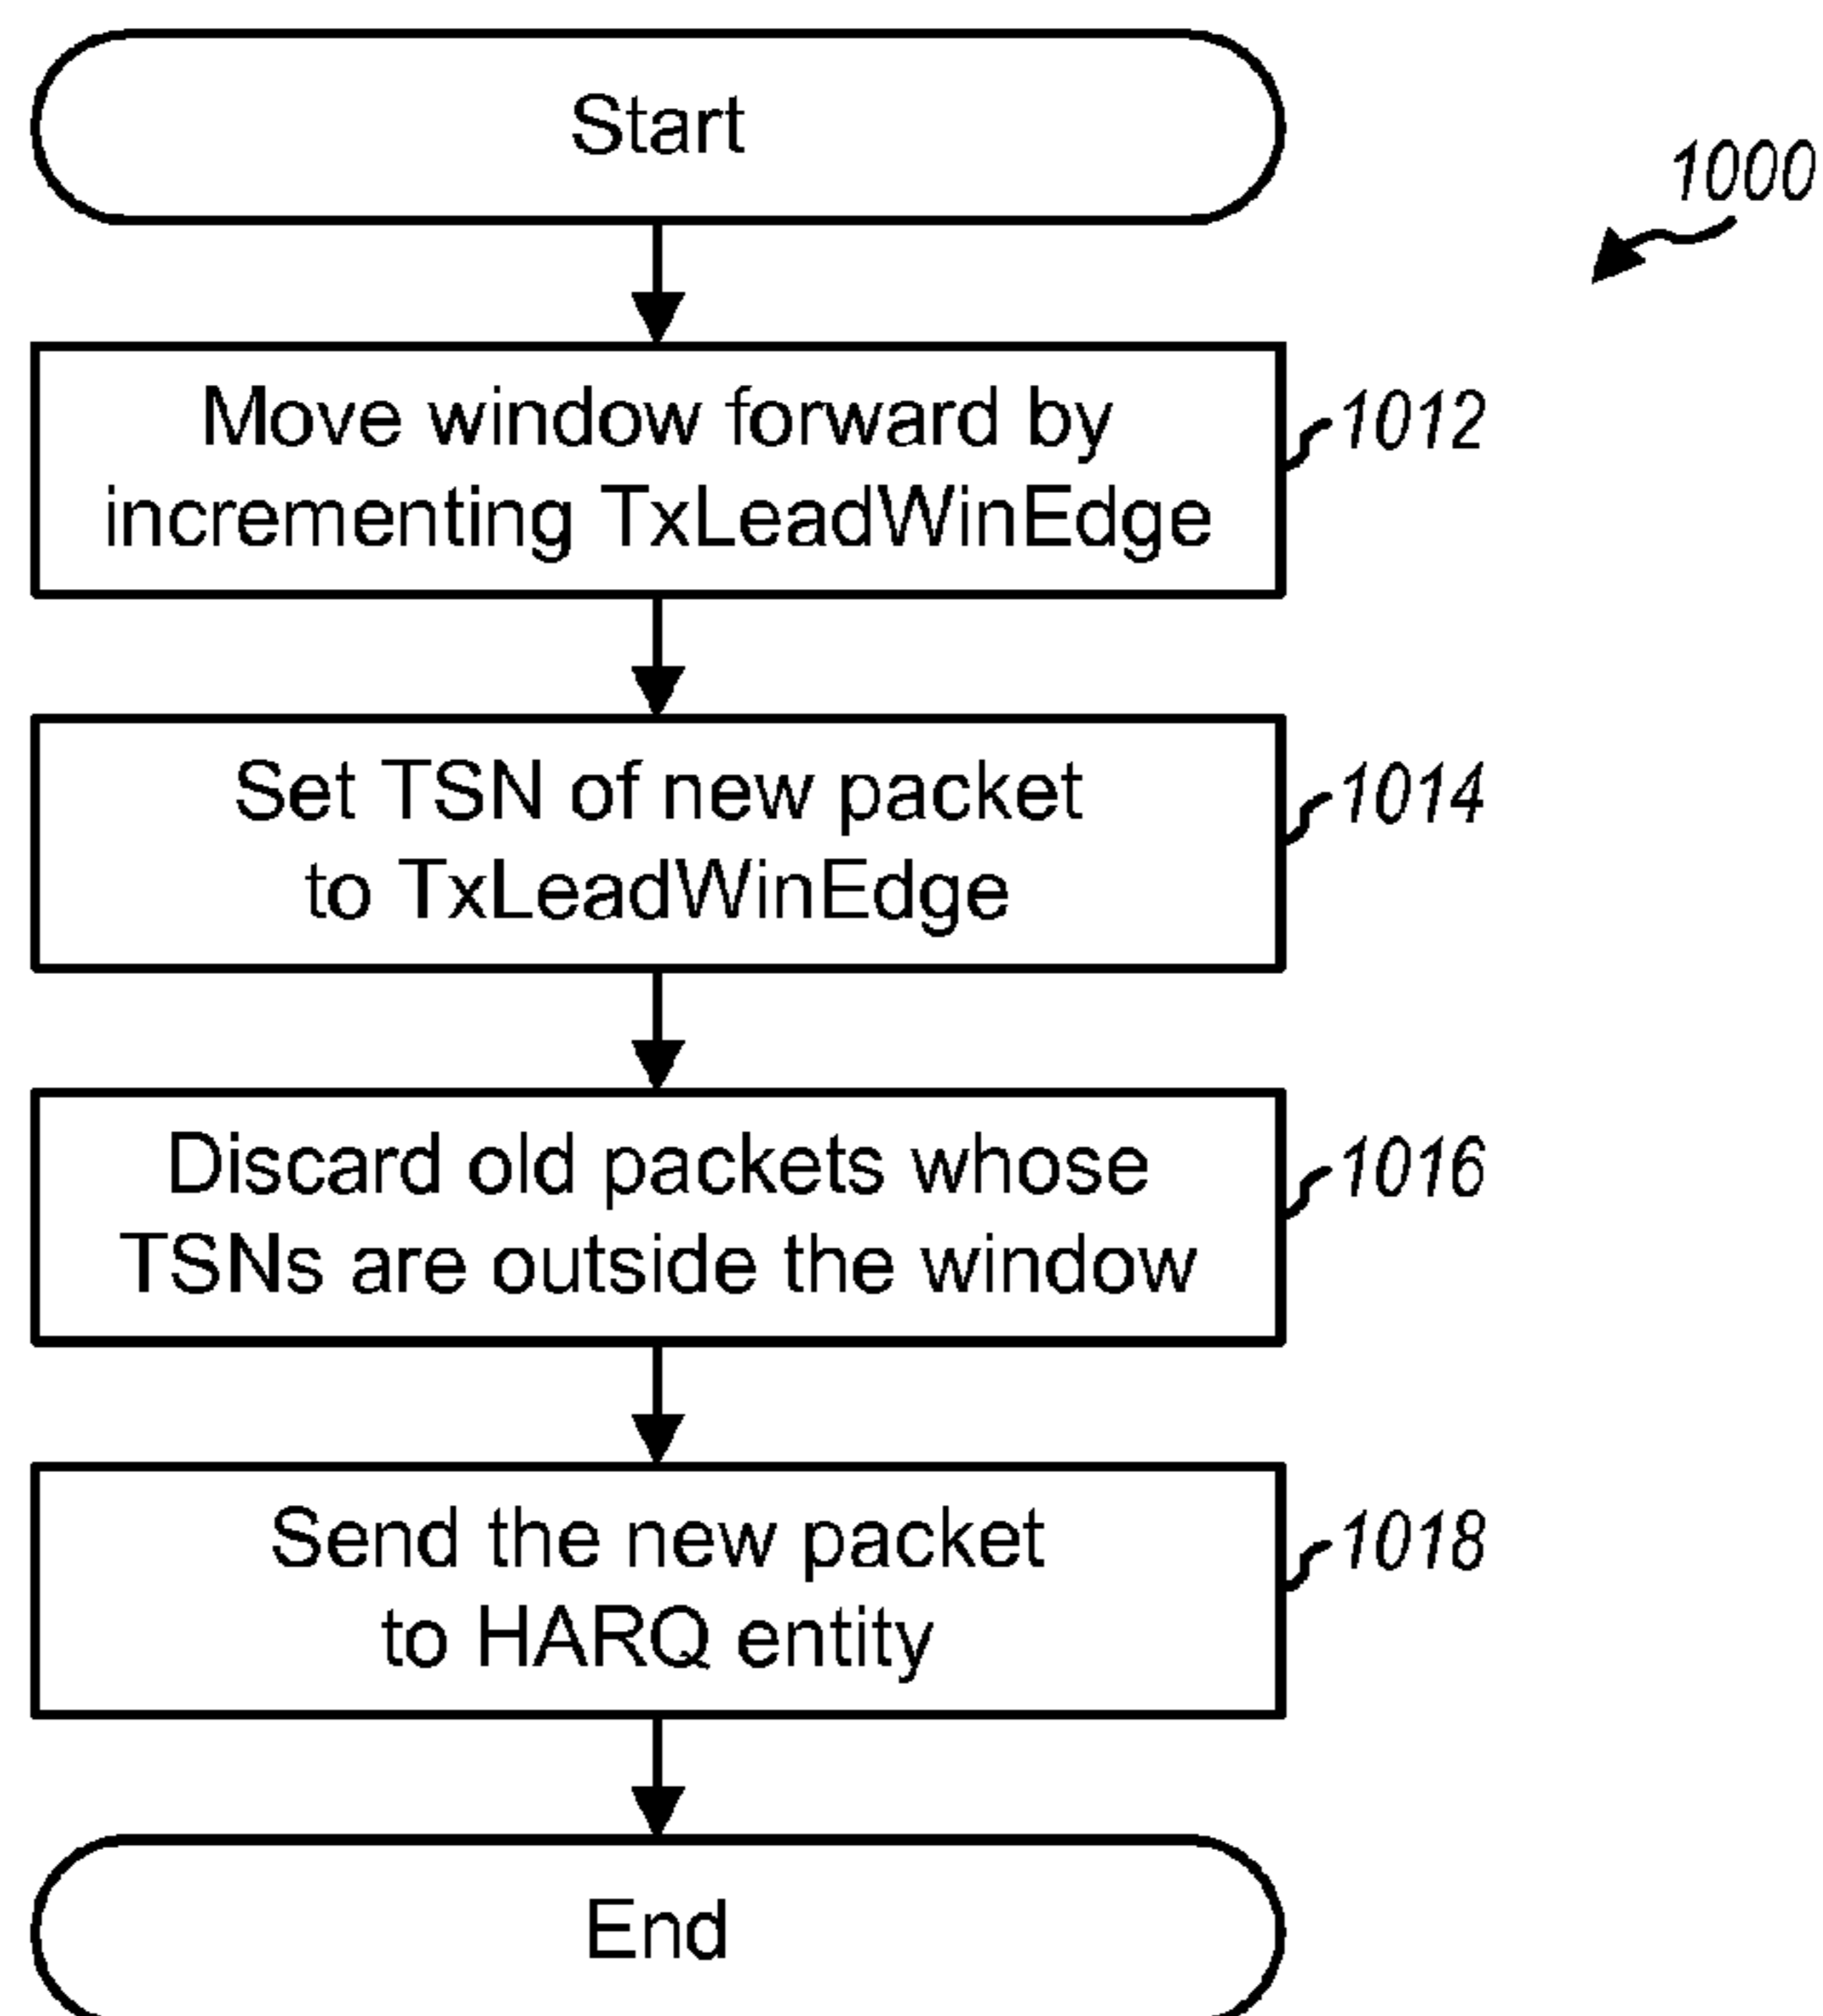 Start
1000
Move window forward by
incrementing TxLeadWinEdge
1012
Set TSN of new packet
to TxLeadWinEdge
1014
Discard old packets whose
TSNs are outside the window
1016
Send the new packet
to HARQ entity
1018
End